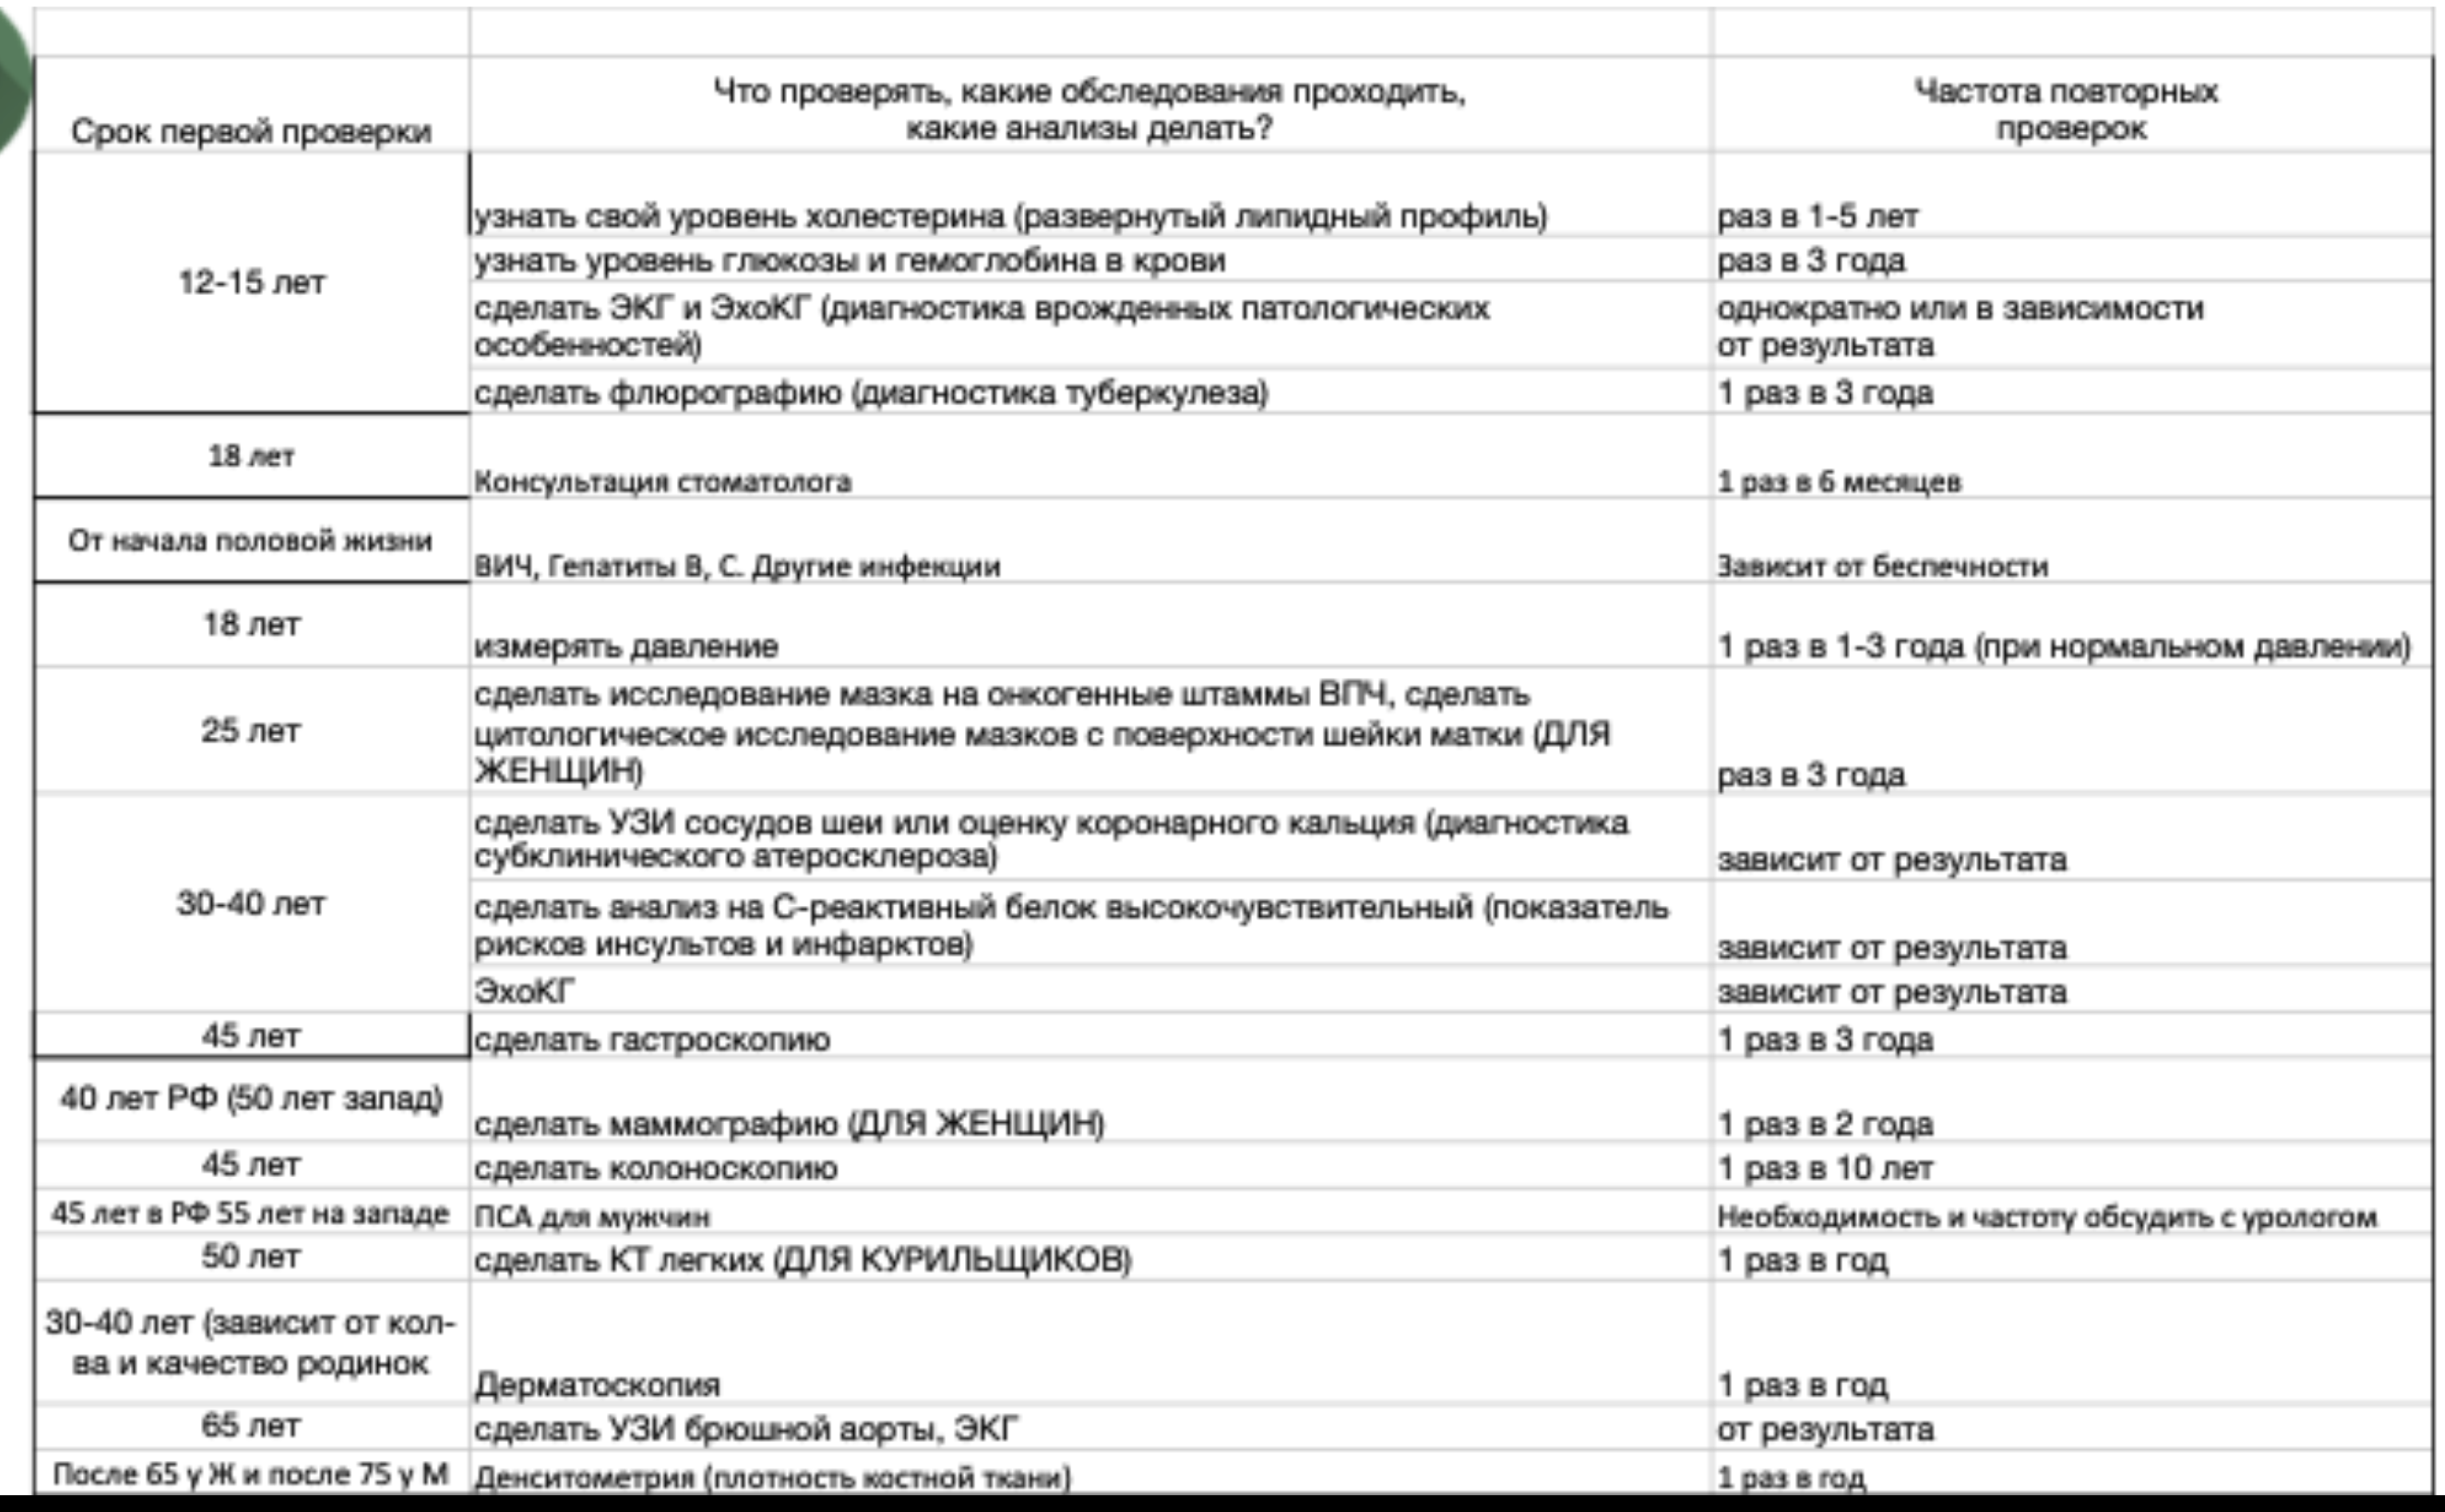 Срок первой проверки
Что проверять, какие обследования проходить,
какие анализы делать?
Частота повторных
проверок
12-15 лет
узнать свой уровень холестерина (развернутый липидный профиль)
раз в 1-5 лет
узнать уровень глюкозы и гемоглобина в крови
раз в 3 года
сделать ЭКГ и ЭхоКГ (диагностика врожденных патологических
особенностей)
однократно или в зависимости
от результата
сделать флюрографию (диагностика туберкулеза)
1 раз в 3 года
18 лет
Консультация стоматолога
1 раз в 6 месяцев
От начала половой жизни
ВИЧ, Гепатиты В, С. Другие инфекции
Зависит от беспечности
18 лет
измерять давление
1 раз в 1-3 года (при нормальном давлении)
25 лет
сделать исследование мазка на онкогенные штаммы ВПЧ, сделать
цитологическое исследование мазков с поверхности шейки матки (ДЛЯ
ЖЕНЩИН)
раз в 3 года
30-40 лет
сделать УЗИ сосудов шеи или оценку коронарного кальция (диагностика
субклинического атеросклероза)
зависит от результата
сделать анализ на С-реактивный белок высокочувствительный (показатель
рисков инсультов и инфарктов)
зависит от результата
ЭхоКГ
зависит от результата
45 лет
сделать гастроскопию
1 раз в 3 года
40 лет РФ (50 лет запад)
сделать маммографию (ДЛЯ ЖЕНЩИН)
1 раз в 2 года
45 лет
сделать колоноскопию
1 раз в 10 лет
45 лет в РФ 55 лет на западе
ПСА для мужчин
Необходимость и частоту обсудить с урологом
50 лет
сделать КТ легких (ДЛЯ КУРИЛЬЩИКОВ)
1 раз в год
30-40 лет (зависит от кол-
ва и качество родинок
Дерматоскопия
1 раз в год
65 лет
сделать УЗИ брюшной аорты, ЭКГ
от результата
После 65 у Ж и после 75 у М
Денситометрия (плотность костной ткани)
1 раз в год